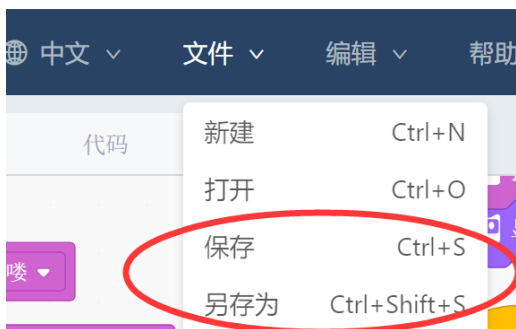 中文 文件 编辑 帮助
代码
新建 Ctrl+N
打开 Ctrl+O
保存 Ctrl+S
喽
另存为 Ctrl+Shift+S